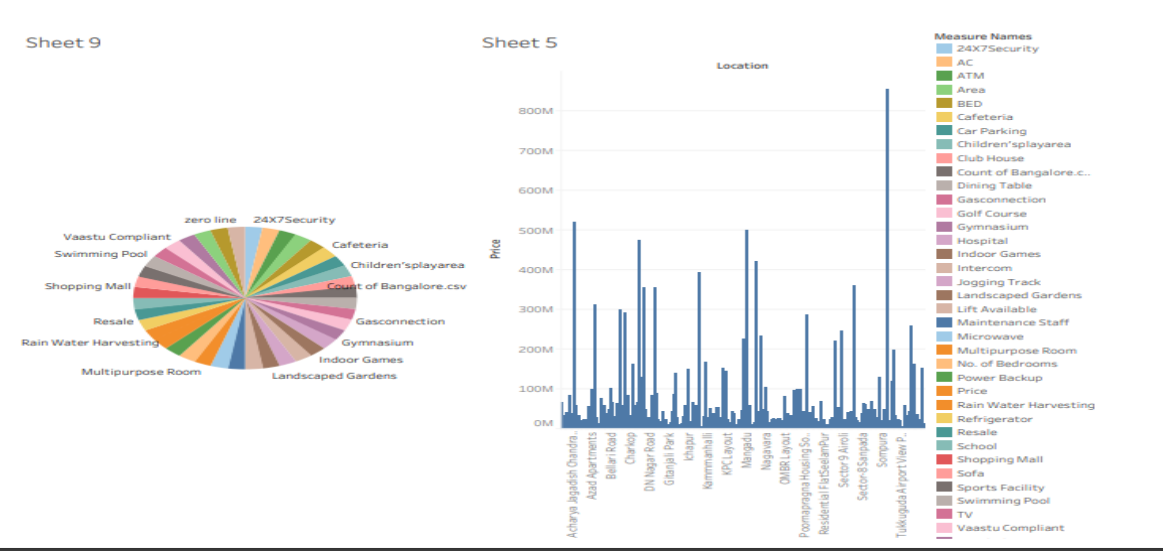 Sheet 9
zero line
24X7Security
Vaastu Compliant
Cafeteria
Swimming Pool
Children'splayarea
Shopping Mall
Count of Bangalore.csv
Resale
Gasconnection
Rain Water Harvesting
Gymnasium
Indoor Games
Multipurpose Room
Landscaped Gardens
Sheet 5
Location
Price
800M
700M
600M
500M
400M
300M
200M
100M
0M
Acharya Jagadish Chandra..
Azad Apartments
Bellari Road
Charkop
DN Nagar Road
Gitanjali Park
Ichapur
Kammmanhalli
KPC Layout
Mangadu
Nagavara
OMBR Layout
Poornapragna Housing So..
Residential FlatSeelamPur
Sector 9 Airoli
Sector-8 Sanpada
Sompura
Tukkuguda Airport View P..
Measure Names
24X7Security
AC
ATM
Area
BED
Cafeteria
Car Parking
Children'splayarea
Club House
Count of Bangalore.c..
Dining Table
Gasconnection
Golf Course
Gymnasium
Hospital
Indoor Games
Intercom
Jogging Track
Landscaped Gardens
Lift Available
Maintenance Staff
Microwave
Multipurpose Room
No. of Bedrooms
Power Backup
Price
Rain Water Harvesting
Refrigerator
Resale
School
Shopping Mall
Sofa
Sports Facility
Swimming Pool
TV
Vaastu Compliant